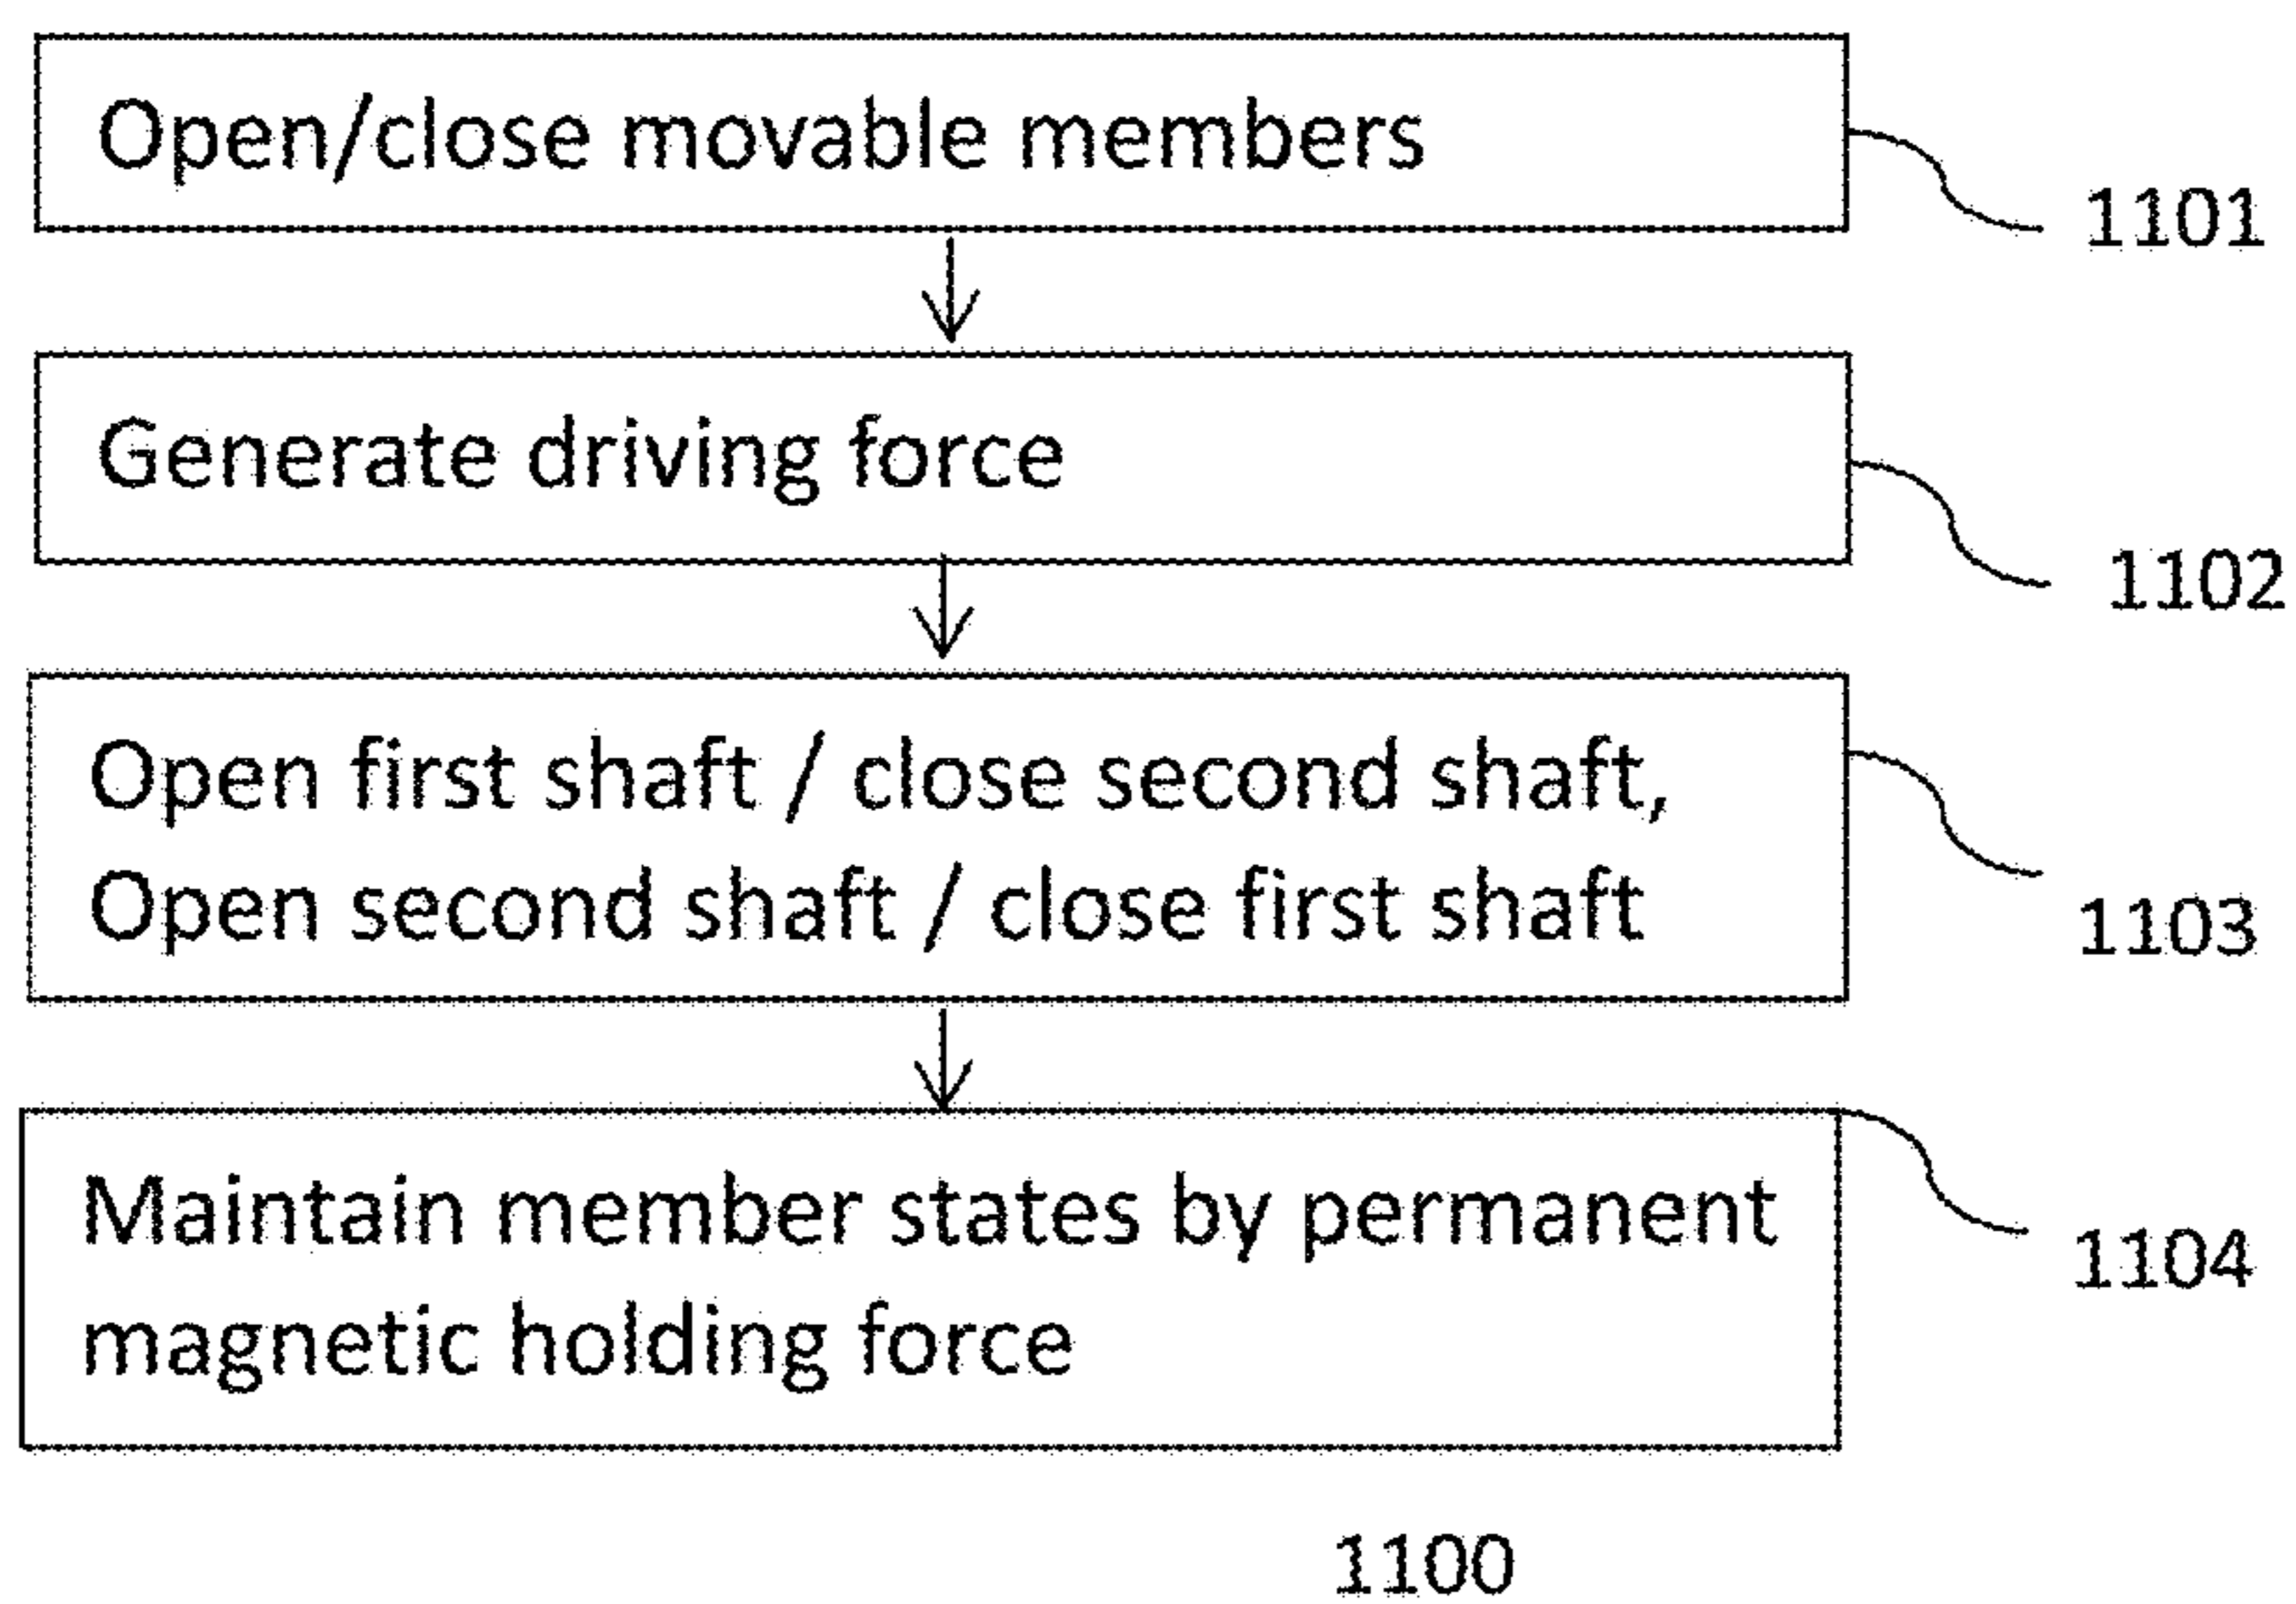 Open/close movable members
1101
Generate driving force
1102
Open first shaft / close second shaft,
Open second shaft / close first shaft
1103
Maintain member states by permanent
magnetic holding force
1104
1100